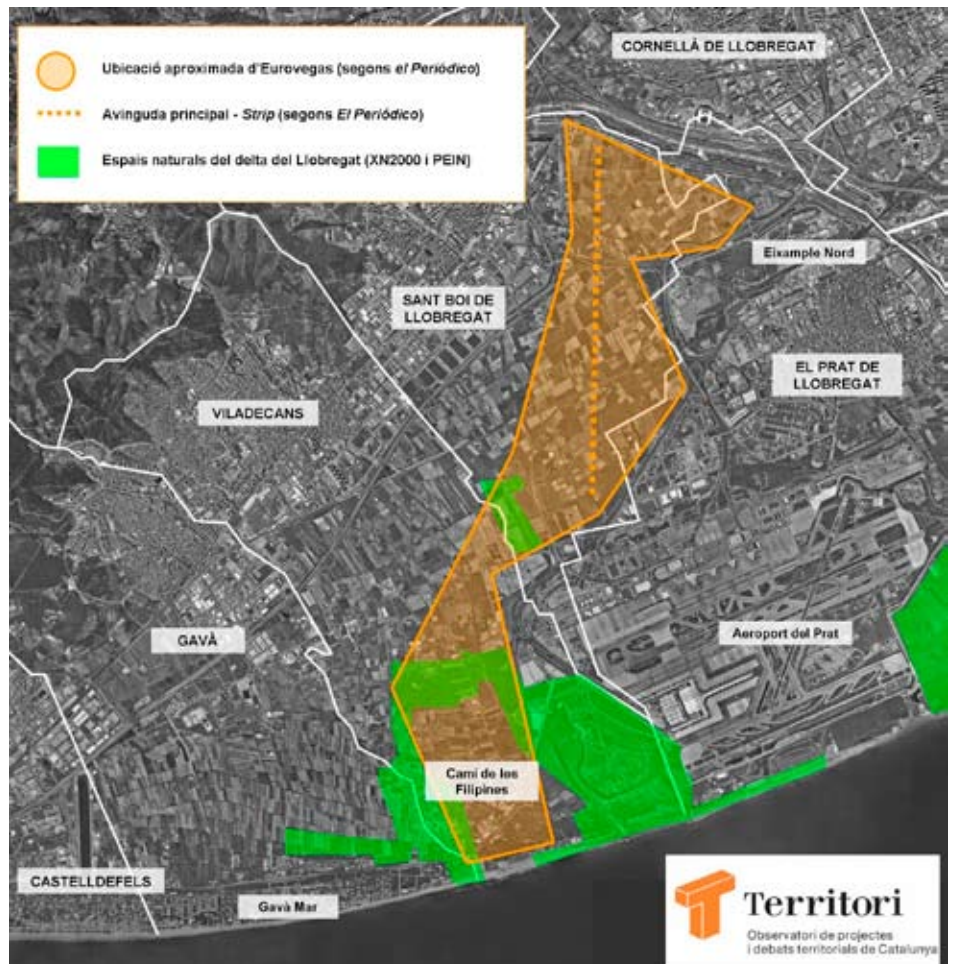 Ubicació aproximada d'Eurovegas (segons el Periódico)
Avinguda principal - Strip (segons El Periódico)
Espais naturals del delta del Llobregat (XN2000 i PEIN)
CORNELLÀ DE LLOBREGAT
Eixample Nord
SANT BOI DE
LLOBREGAT
EL PRAT DE
LLOBREGAT
VILADECANS
GAVÀ
Aeroport del Prat
Camí de les
Filipines
CASTELLDEFELS
Gavà Mar
Territori
Observatori de projectes
i debats territorials de Catalunya